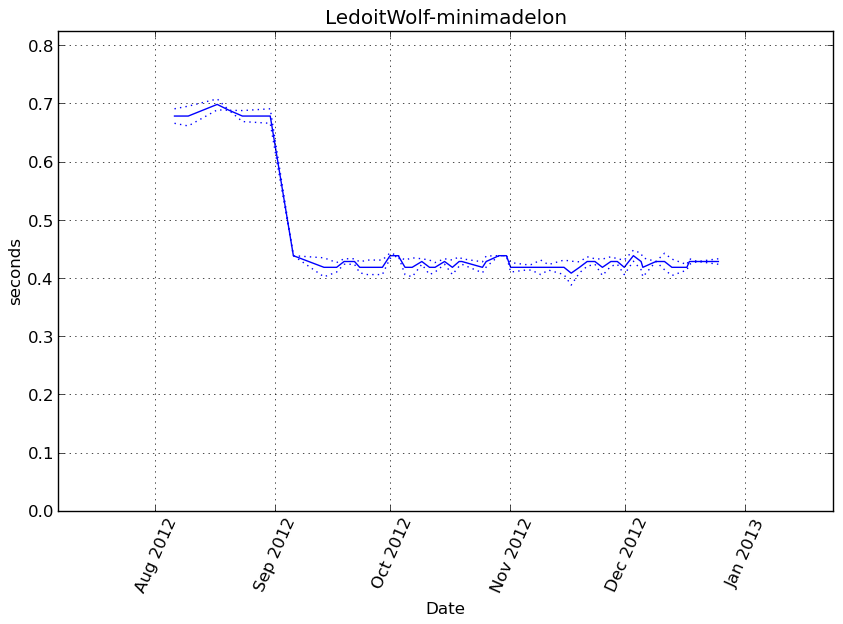 LedoitWolf-minimadelon
0.8
0.7
0.6
0.5
0.4
0.3
0.2
0.1
0.0
seconds
Aug 2012
Sep 2012
Oct 2012
Nov 2012
Dec 2012
Jan 2013
Date